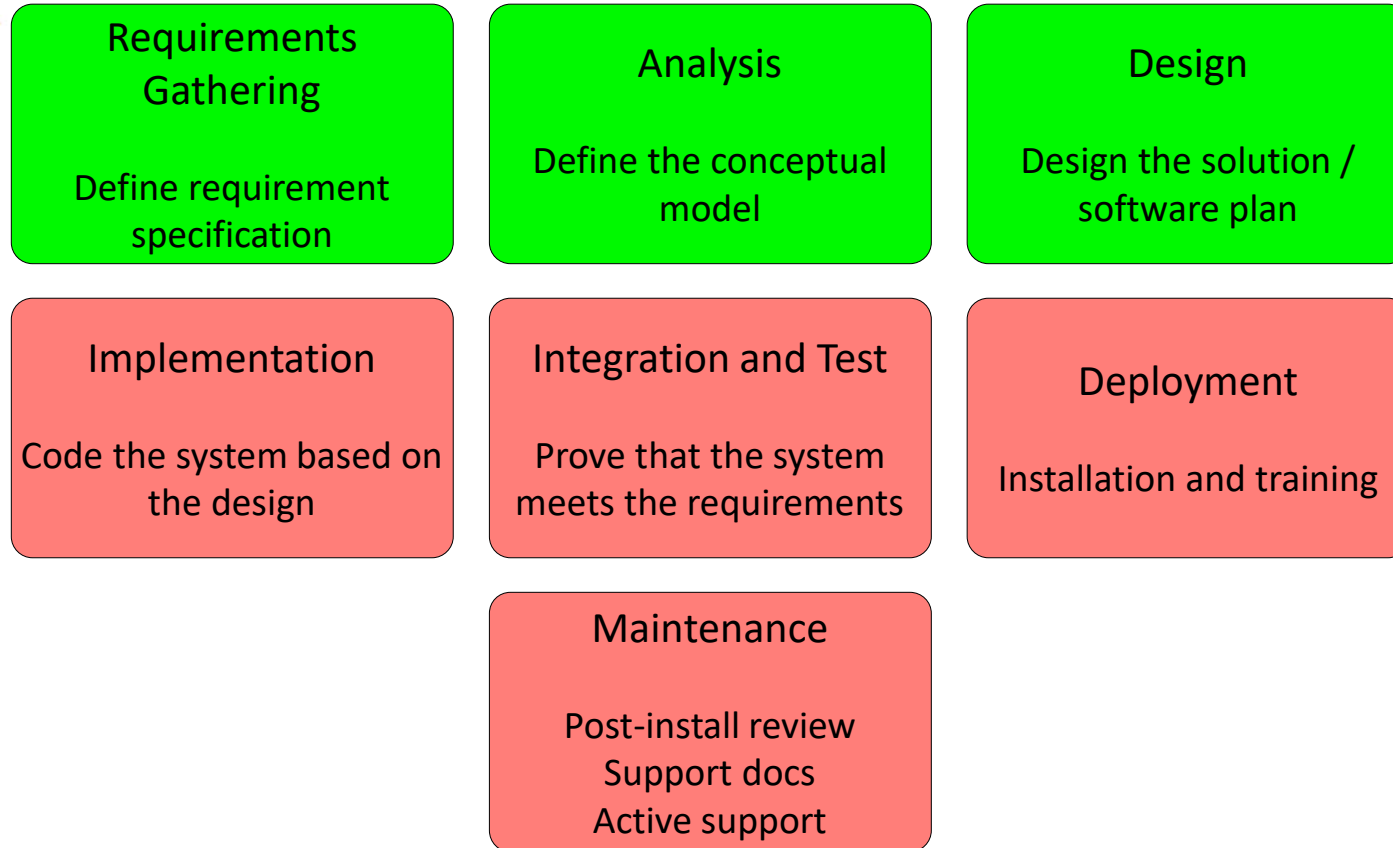 Requirements
Gathering
Define requirement
specification
Analysis
Define the conceptual
model
Design
Design the solution /
software plan
Implementation
Code the system based on
the design
Integration and Test
Prove that the system
meets the requirements
Deployment
Installation and training
Maintenance
Post-install review
Support docs
Active support